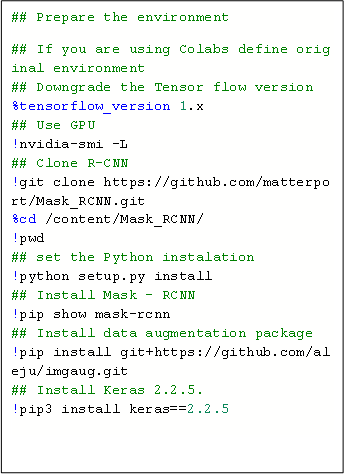 ## Prepare the environment
## If you are using Colabs define orig
inal environment
## Downgrade the Tensor flow version
%tensorflow_version 1.x
## Use GPU
!nvidia-smi -L
## Clone R-CNN
!git clone https://github.com/matterpo
rt/Mask_RCNN.git
%cd /content/Mask_RCNN/
!pwd
## set the Python instalation
!python setup.py install
## Install Mask - RCNN
!pip show mask-rcnn
## Install data augmentation package
!pip install git+https://github.com/al
eju/imgaug.git
## Install Keras 2.2.5.
!pip3 install keras==2.2.5